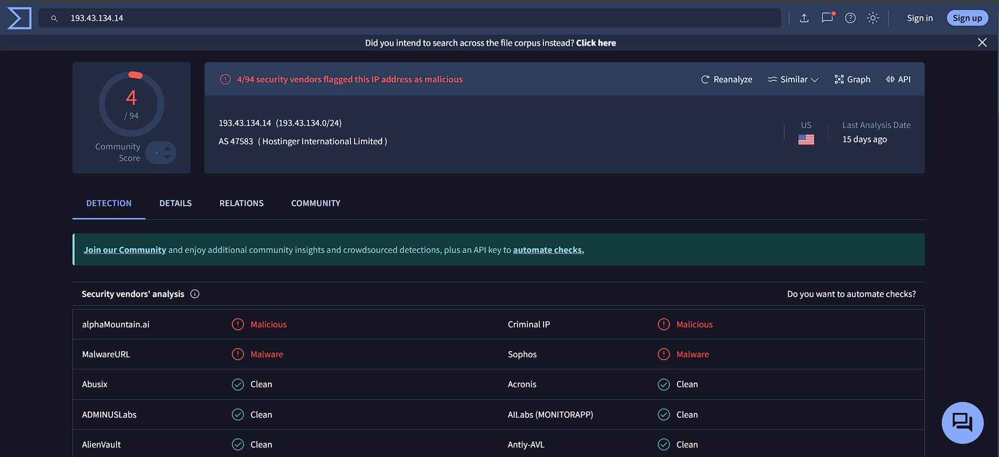 193.43.134.14
Sign in
Sign up
Did you intend to search across the file corpus instead? Click here
4
/ 94
Community
Score
4/94 security vendors flagged this IP address as malicious
Reanalyze
Similar
Graph
API
193.43.134.14 (193.43.134.0/24)
AS 47583 ( Hostinger International Limited )
US
Last Analysis Date
15 days ago
DETECTION
DETAILS
RELATIONS
COMMUNITY
Join our Community and enjoy additional community insights and crowdsourced detections, plus an API key to automate checks.
Security vendors' analysis
Do you want to automate checks?
alphaMountain.ai Malicious Criminal IP Malicious
MalwareURL Malware Sophos Malware
Abusix Clean Acronis Clean
ADMINUSLabs Clean AILabs (MONITORAPP) Clean
AlienVault Clean Antiy-AVL Clean